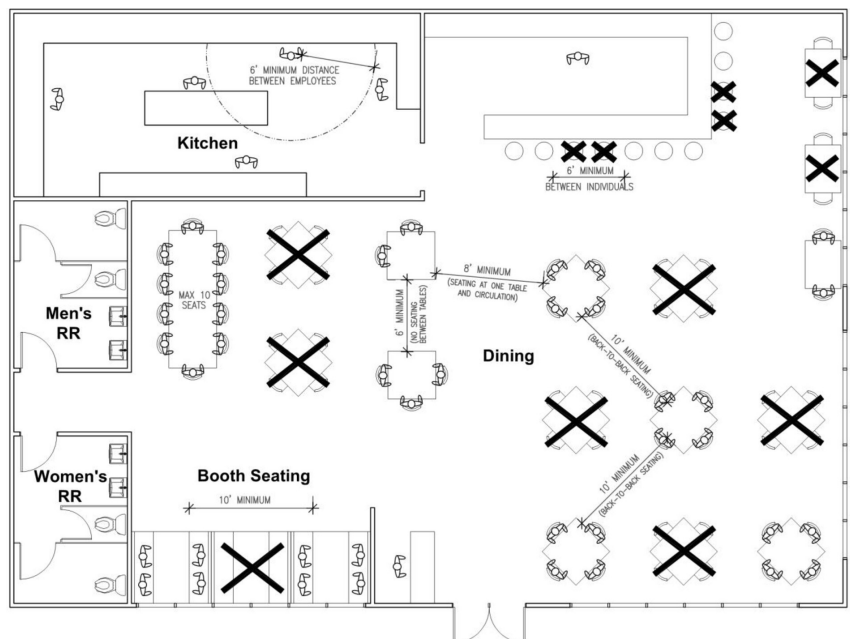 6' MINIMUM DISTANCE
BETWEEN EMPLOYEES
Kitchen
6' MINIMUM
BETWEEN INDIVIDUALS
MAX 10
SEATS
8' MINIMUM
(SEATING AT ONE TABLE
AND CIRCULATION)
6' MINIMUM
(NO SEATING
BETWEEN TABLES)
Men's
RR
Dining
10' MINIMUM
(BACK-TO-BACK SEATING)
Women's
RR
Booth Seating
10' MINIMUM
10' MINIMUM
(BACK-TO-BACK SEATING)